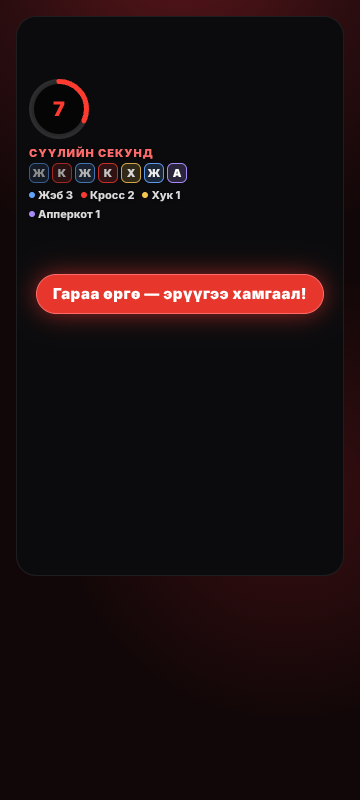 7
СҮҮЛИЙН СЕКУНД
Ж К Ж К Х Ж А
Жэб 3 Кросс 2 Хук 1
Апперкот 1
Гараа өргө — эрүүгээ хамгаал!